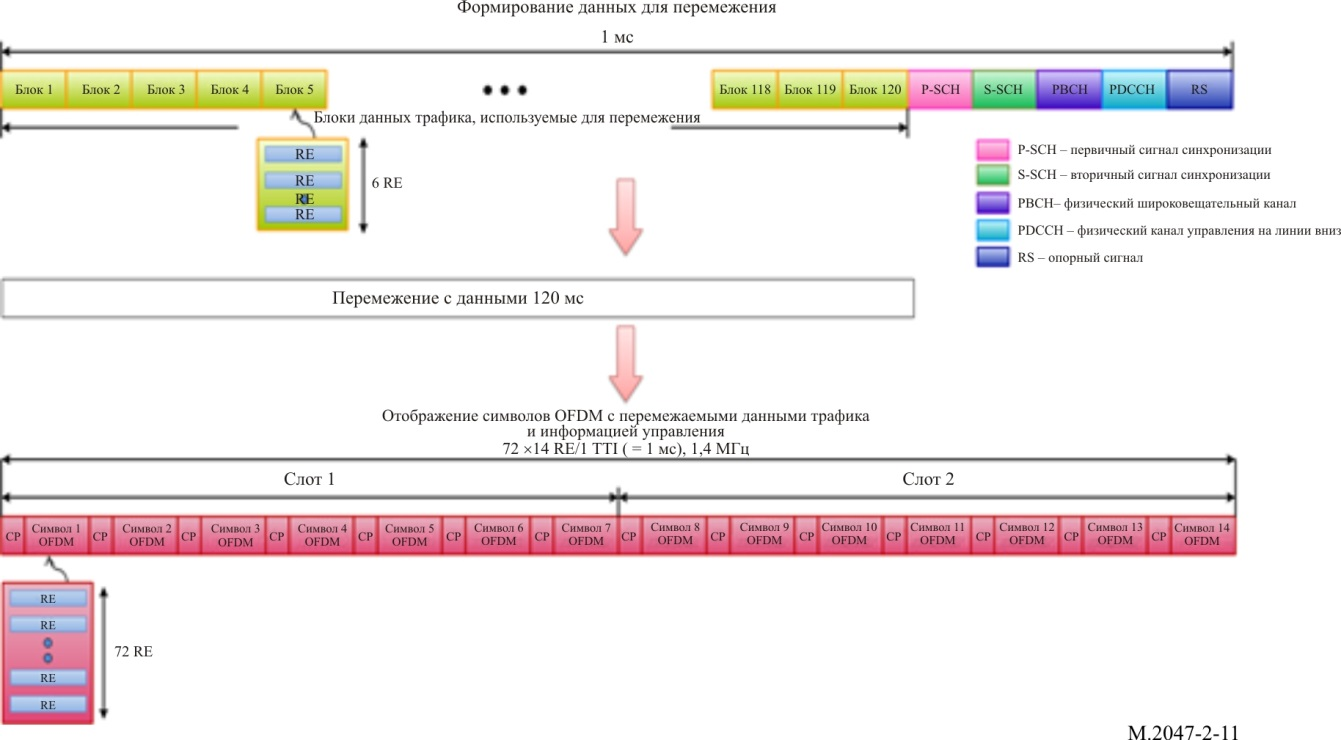 Формирование данных для перемежения
1 мс
Блок 1 Блок 2 Блок 3 Блок 4 Блок 5 Блок 118 Блок 119 Блок 120 P-SCH S-SCH PBCH PDCCH RS
Блоки данных трафика, используемые для перемежения
RE
RE
RE
RE
6 RE
P-SCH – первичный сигнал синхронизации
S-SCH – вторичный сигнал синхронизации
PBCH– физический широковещательный канал
PDCCH – физический канал управления на линии вниз
RS – опорный сигнал
Перемежение с данными 120 мс
Отображение символов OFDM с перемежаемыми данными трафика
и информацией управления
72 ×14 RE/1 TTI ( = 1 мс), 1,4 МГц
Слот 1 Слот 2
CP Символ 1 OFDM CP Символ 2 OFDM CP Символ 3 OFDM CP Символ 4 OFDM CP Символ 5 OFDM CP Символ 6 OFDM CP Символ 7 OFDM CP Символ 8 OFDM CP Символ 9 OFDM CP Символ 10 OFDM CP Символ 11 OFDM CP Символ 12 OFDM CP Символ 13 OFDM CP Символ 14 OFDM
RE
RE
RE
RE
72 RE
M.2047-2-11